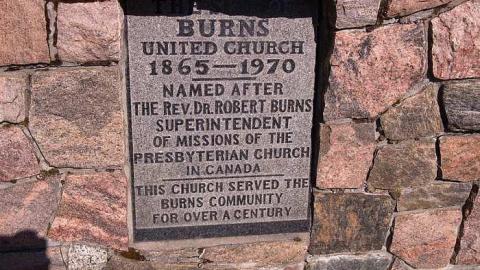 BURNS
UNITED CHURCH
1865—1970
NAMED AFTER
THE REV. DR. ROBERT BURNS
SUPERINTENDENT
OF MISSIONS OF THE
PRESBYTERIAN CHURCH
IN CANADA
THIS CHURCH SERVED THE
BURNS COMMUNITY
FOR OVER A CENTURY